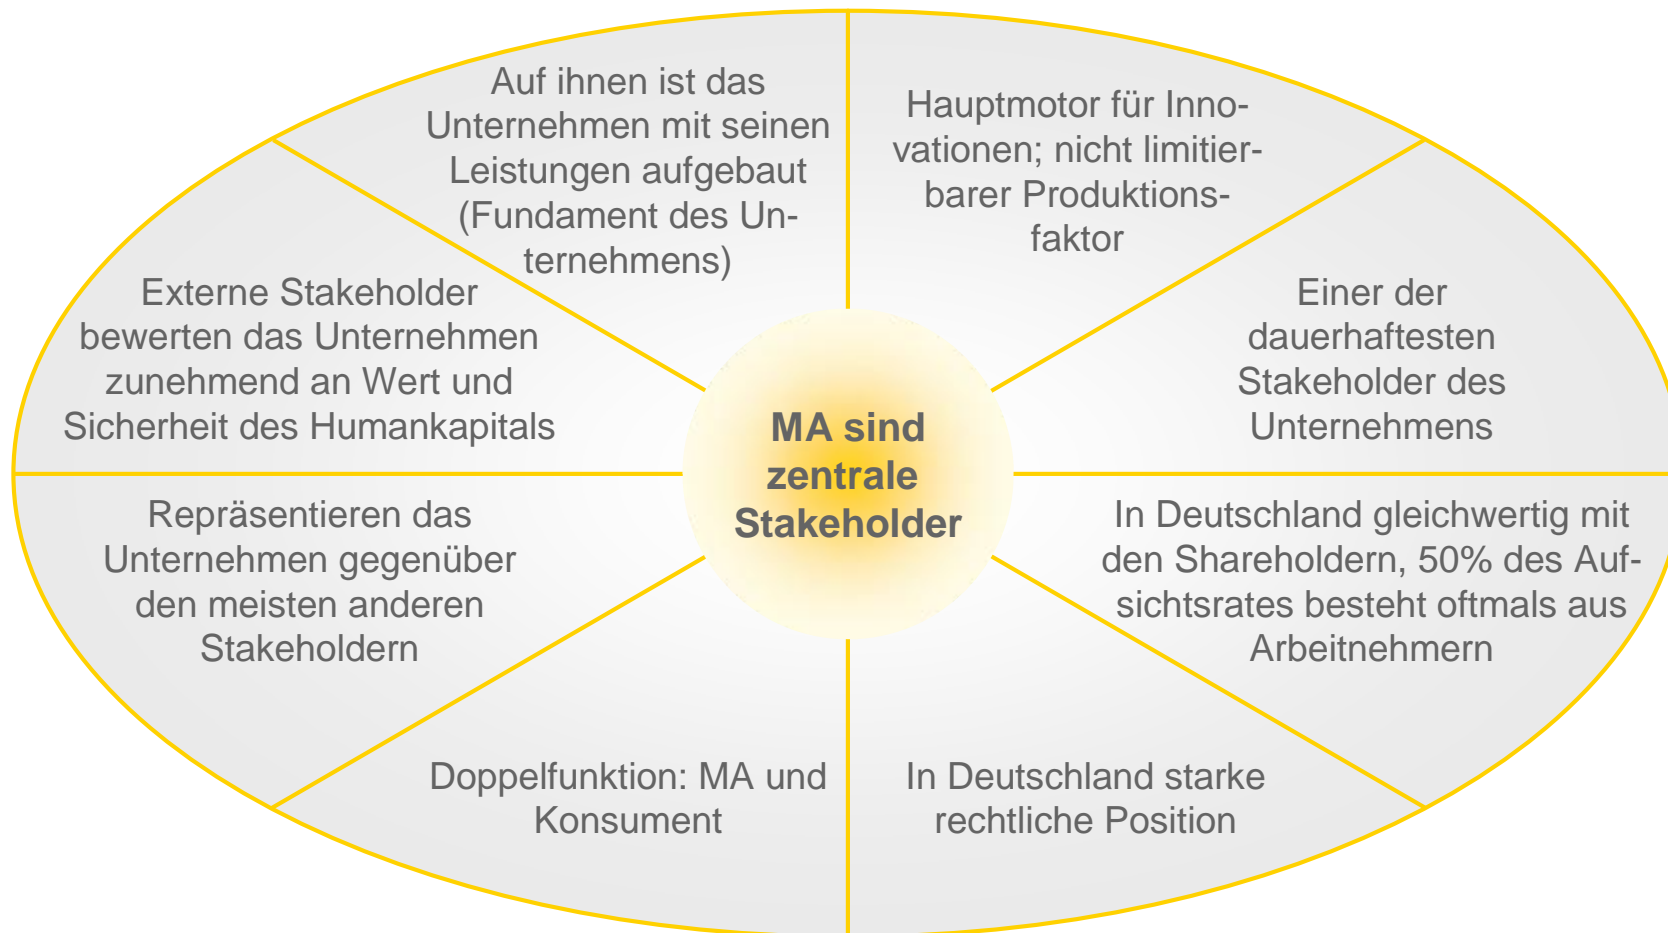 Auf ihnen ist das
Unternehmen mit seinen
Leistungen aufgebaut
(Fundament des Un-
ternehmens)
Hauptmotor für Inno-
vationen; nicht limitier-
barer Produktions-
faktor
Externe Stakeholder
bewerten das Unternehmen
zunehmend an Wert und
Sicherheit des Humankapitals
Einer der
dauerhaftesten
Stakeholder des
Unternehmens
MA sind
zentrale
Stakeholder
Repräsentieren das
Unternehmen gegenüber
den meisten anderen
Stakeholdern
In Deutschland gleichwertig mit
den Shareholdern, 50% des Auf-
sichtsrates besteht oftmals aus
Arbeitnehmern
Doppelfunktion: MA und
Konsument
In Deutschland starke
rechtliche Position